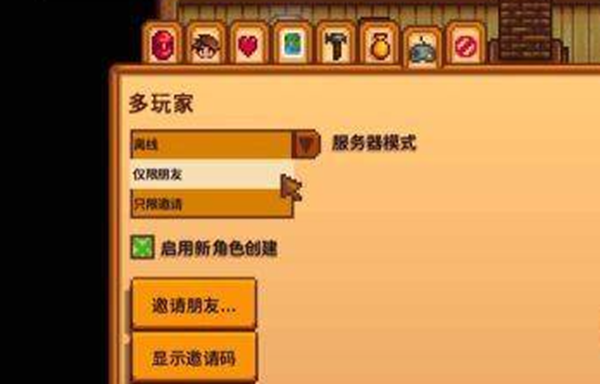 多玩家
离线
服务器模式
仅限朋友
只限邀请
启用新角色创建
邀请朋友...
显示邀请码